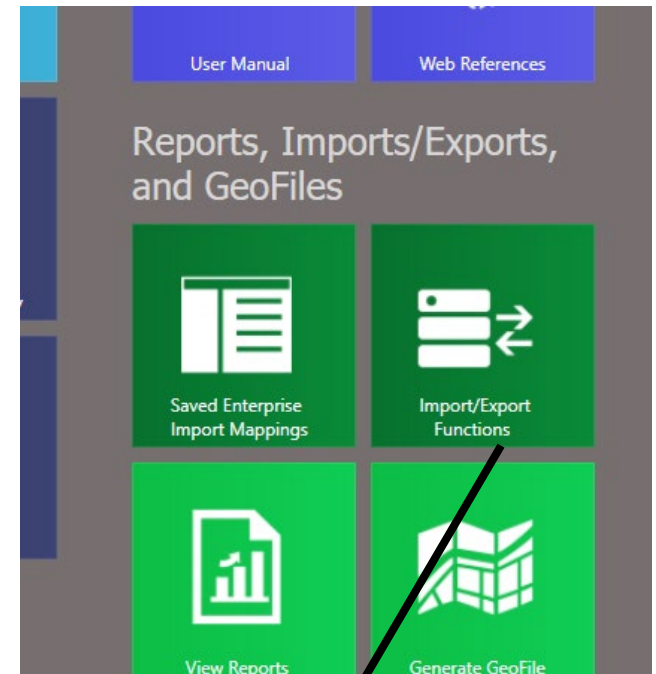 User Manual
Web References
Reports, Imports/Exports,
and GeoFiles
Saved Enterprise
Import Mappings
Import/Export
Functions
View Reports
Generate GeoFile